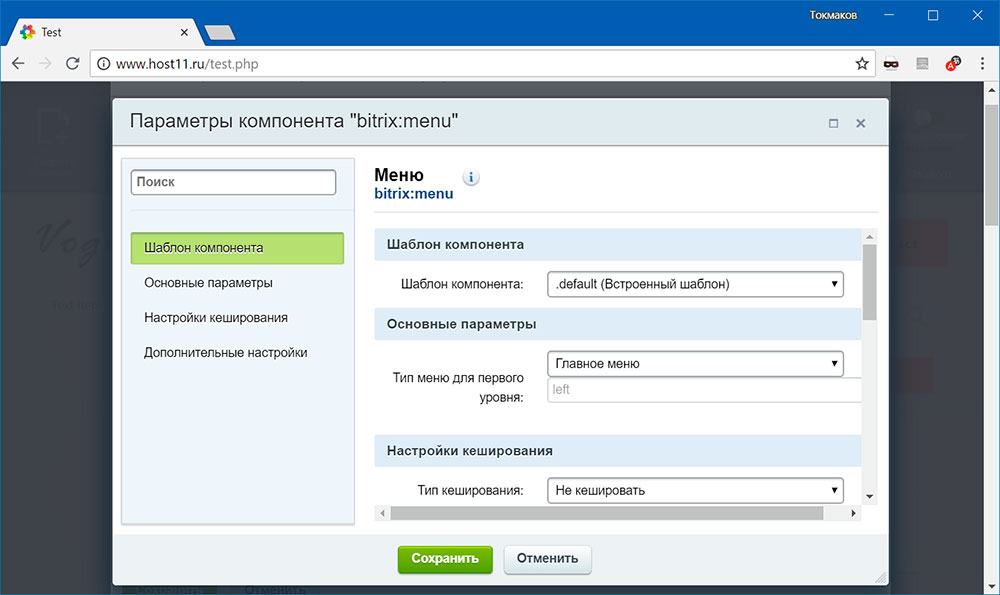 Токмаков
Test
www.host11.ru/test.php
Параметры компонента "bitrix:menu"
Поиск
Шаблон компонента
Основные параметры
Настройки кеширования
Дополнительные настройки
Меню
bitrix:menu
Шаблон компонента
Шаблон компонента:
.default (Встроенный шаблон)
Основные параметры
Тип меню для первого
уровня:
Главное меню
left
Настройки кеширования
Тип кеширования:
Не кешировать
Сохранить
Отменить